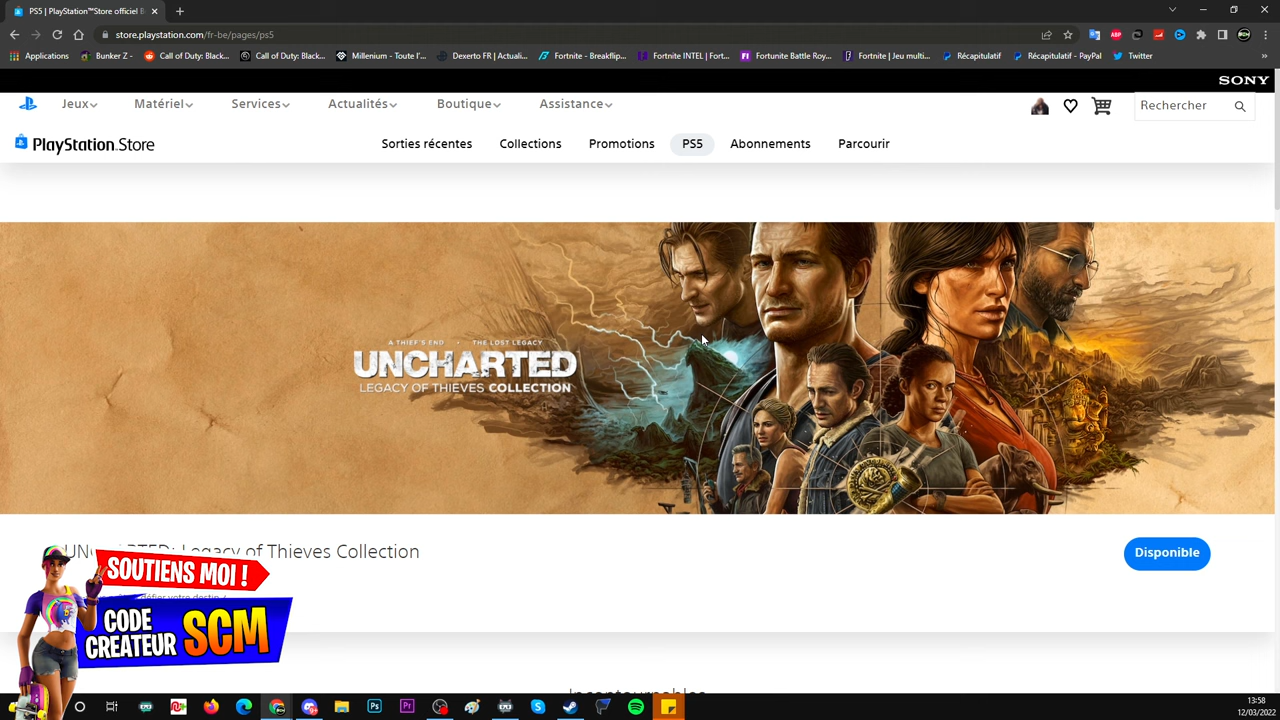 PS5 | PlayStation™Store officiel B
store.playstation.com/fr-be/pages/ps5
Applications
Bunker Z -
Call of Duty: Black...
Call of Duty: Black...
Millenium - Toute l'i...
Dexerto FR | Actuali...
Fortnite - Breakflip...
Fortnite INTEL | Fort...
Fortunite Battle Roy...
Fortnite | Jeu multi...
Récapitulatif
Récapitulatif - PayPal
Twitter
SONY
Jeux
Matériel
Services
Actualités
Boutique
Assistance
Rechercher
PlayStation.Store
Sorties récentes
Collections
Promotions
PS5
Abonnements
Parcourir
A THIEF'S END • THE LOST LEGACY
UNCHARTED
LEGACY OF THIEVES COLLECTION
Legacy of Thieves Collection
Disponible
défier votre destin
SOUTIENS MOI !
CODE
CREATEUR SCM
13:58
12/03/2022